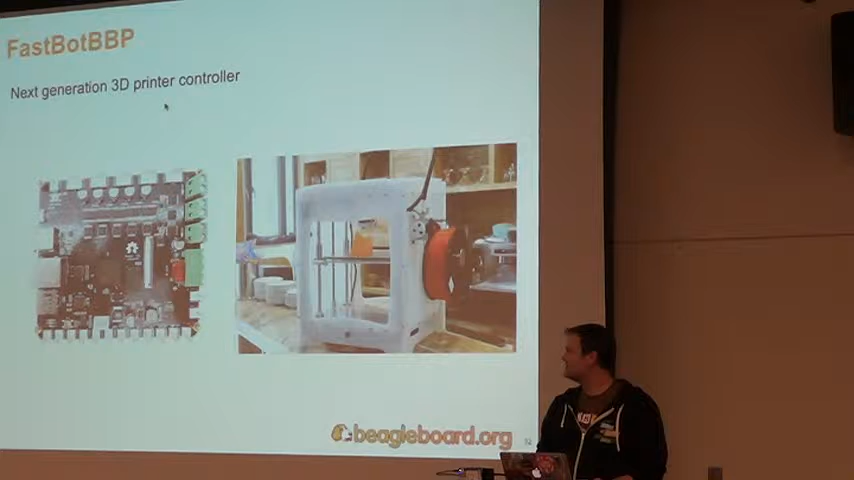 FastBotBBP
Next generation 3D printer controller
beagleboard.org